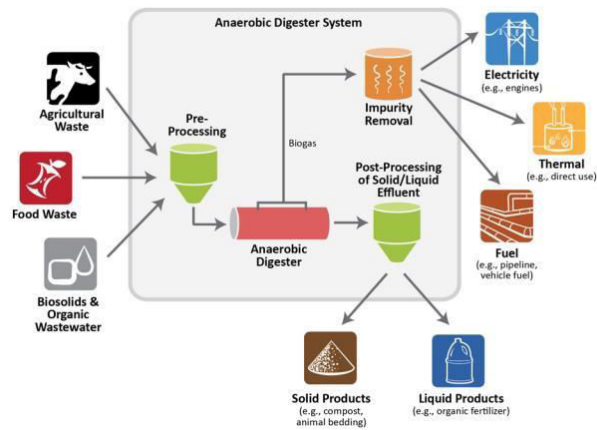 Anaerobic Digester System
Agricultural
Waste
Food Waste
Biosolids &
Organic
Wastewater
Pre-
Processing
Anaerobic
Digester
Biogas
Impurity
Removal
Post-Processing
of Solid/Liquid
Effluent
Electricity
(e.g., engines)
Thermal
(e.g., direct use)
Fuel
(e.g., pipeline,
vehicle fuel)
Solid Products
(e.g., compost,
animal bedding)
Liquid Products
(e.g., organic fertilizer)